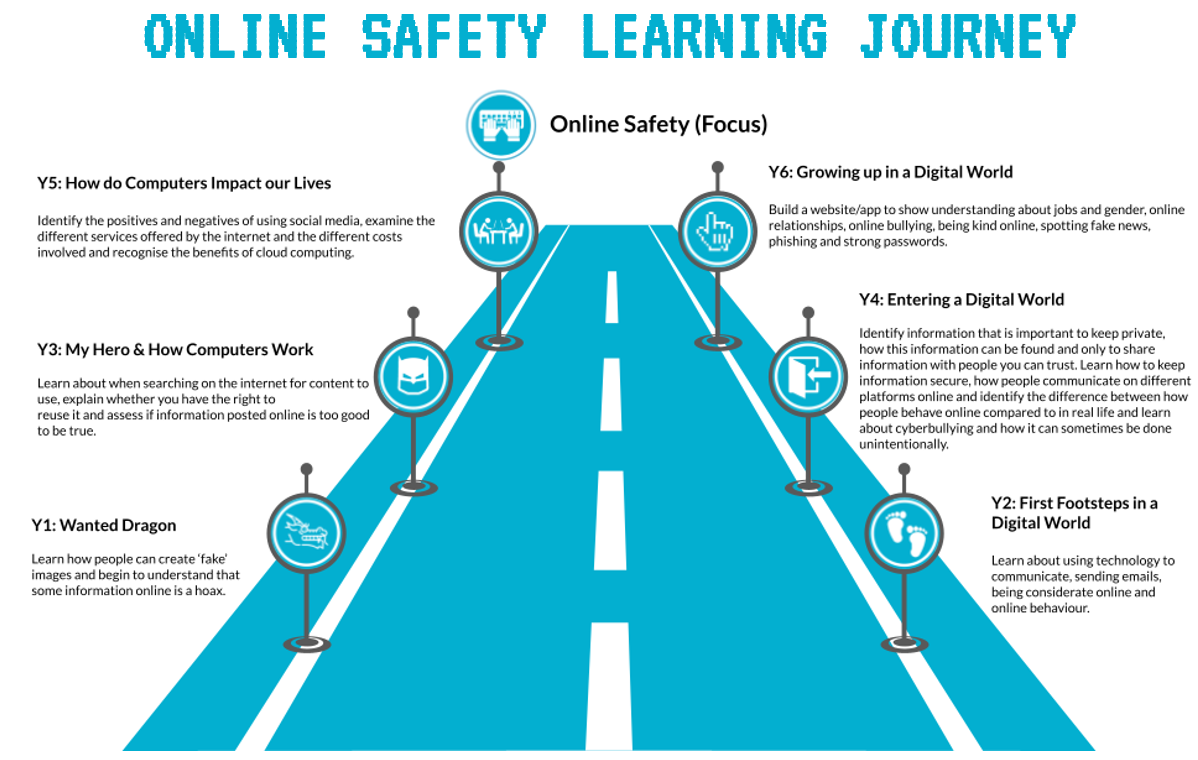 ONLINE SAFETY LEARNING JOURNEY
Online Safety (Focus)
Y5: How do Computers Impact our Lives
Identify the positives and negatives of using social media, examine the
different services offered by the internet and the different costs
involved and recognise the benefits of cloud computing.
Y6: Growing up in a Digital World
Build a website/app to show understanding about jobs and gender, online
relationships, online bullying, being kind online, spotting fake news,
phishing and strong passwords.
Y3: My Hero & How Computers Work
Learn about when searching on the internet for content to
use, explain whether you have the right to
reuse it and assess if information posted online is too good
to be true.
Y4: Entering a Digital World
Identify information that is important to keep private,
how this information can be found and only to share
information with people you can trust. Learn how to keep
information secure, how people communicate on different
platforms online and identify the difference between how
people behave online compared to in real life and learn
about cyberbullying and how it can sometimes be done
unintentionally.
Y1: Wanted Dragon
Learn how people can create 'fake'
images and begin to understand that
some information online is a hoax.
Y2: First Footsteps in a
Digital World
Learn about using technology to
communicate, sending emails,
being considerate online and
online behaviour.